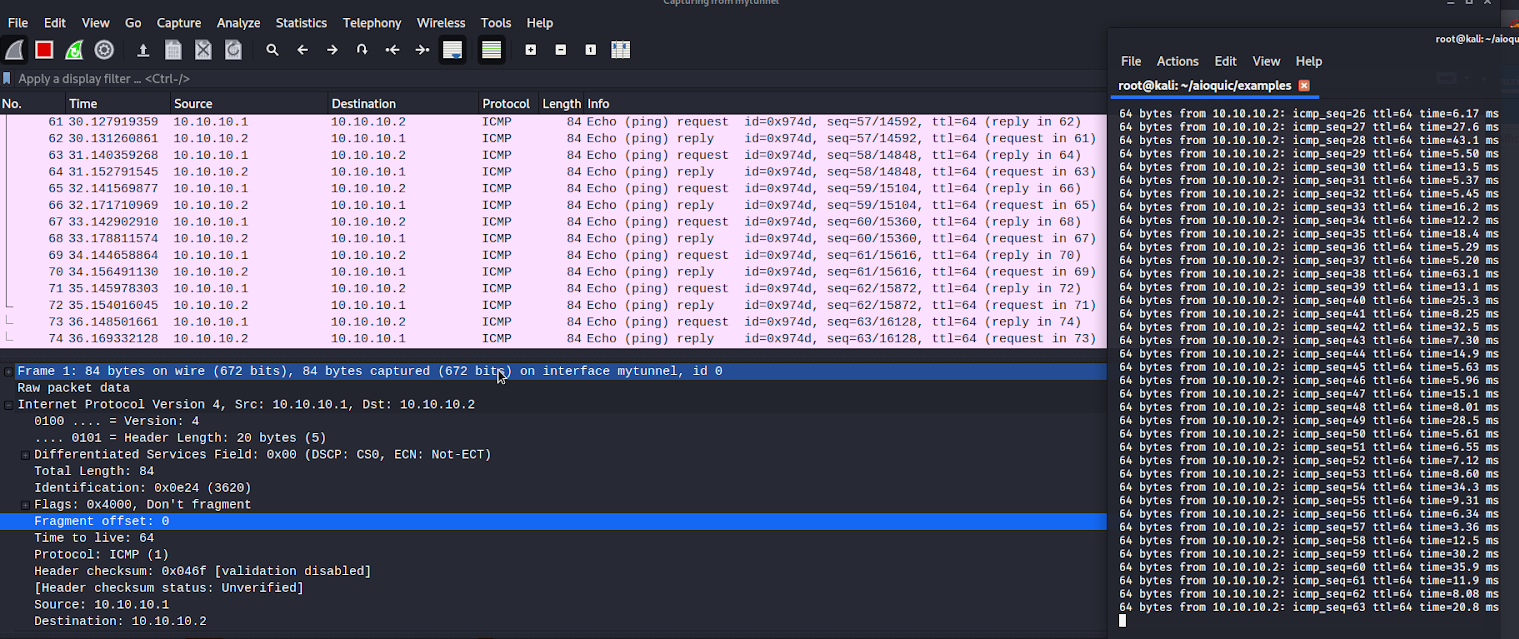 Capturing from mytunnel
File Edit View Go Capture Analyze Statistics Telephony Wireless Tools Help
Apply a display filter … <Ctrl-/>
No. Time Source Destination Protocol Length Info
61 30.127919359 10.10.10.1 10.10.10.2 ICMP 84 Echo (ping) request id=0x974d, seq=57/14592, ttl=64 (reply in 62)
62 30.131260861 10.10.10.2 10.10.10.1 ICMP 84 Echo (ping) reply id=0x974d, seq=57/14592, ttl=64 (request in 61)
63 31.140359268 10.10.10.1 10.10.10.2 ICMP 84 Echo (ping) request id=0x974d, seq=58/14848, ttl=64 (reply in 64)
64 31.152791545 10.10.10.2 10.10.10.1 ICMP 84 Echo (ping) reply id=0x974d, seq=58/14848, ttl=64 (request in 63)
65 32.141569877 10.10.10.1 10.10.10.2 ICMP 84 Echo (ping) request id=0x974d, seq=59/15104, ttl=64 (reply in 66)
66 32.171710969 10.10.10.2 10.10.10.1 ICMP 84 Echo (ping) reply id=0x974d, seq=59/15104, ttl=64 (request in 65)
67 33.142902910 10.10.10.1 10.10.10.2 ICMP 84 Echo (ping) request id=0x974d, seq=60/15360, ttl=64 (reply in 68)
68 33.178811574 10.10.10.2 10.10.10.1 ICMP 84 Echo (ping) reply id=0x974d, seq=60/15360, ttl=64 (request in 67)
69 34.144658864 10.10.10.1 10.10.10.2 ICMP 84 Echo (ping) request id=0x974d, seq=61/15616, ttl=64 (reply in 70)
70 34.156491130 10.10.10.2 10.10.10.1 ICMP 84 Echo (ping) reply id=0x974d, seq=61/15616, ttl=64 (request in 69)
71 35.145978303 10.10.10.1 10.10.10.2 ICMP 84 Echo (ping) request id=0x974d, seq=62/15872, ttl=64 (reply in 72)
72 35.154016045 10.10.10.2 10.10.10.1 ICMP 84 Echo (ping) reply id=0x974d, seq=62/15872, ttl=64 (request in 71)
73 36.148501661 10.10.10.1 10.10.10.2 ICMP 84 Echo (ping) request id=0x974d, seq=63/16128, ttl=64 (reply in 74)
74 36.169332128 10.10.10.2 10.10.10.1 ICMP 84 Echo (ping) reply id=0x974d, seq=63/16128, ttl=64 (request in 73)
Frame 1: 84 bytes on wire (672 bits), 84 bytes captured (672 bits) on interface mytunnel, id 0
Raw packet data
Internet Protocol Version 4, Src: 10.10.10.1, Dst: 10.10.10.2
0100 .... = Version: 4
.... 0101 = Header Length: 20 bytes (5)
Differentiated Services Field: 0x00 (DSCP: CS0, ECN: Not-ECT)
Total Length: 84
Identification: 0x0e24 (3620)
Flags: 0x4000, Don't fragment
Fragment offset: 0
Time to live: 64
Protocol: ICMP (1)
Header checksum: 0x046f [validation disabled]
[Header checksum status: Unverified]
Source: 10.10.10.1
Destination: 10.10.10.2
root@kali: ~/aioqu
File Actions Edit View Help
root@kali: ~/aioquic/examples
64 bytes from 10.10.10.2: icmp_seq=26 ttl=64 time=6.17 ms
64 bytes from 10.10.10.2: icmp_seq=27 ttl=64 time=27.6 ms
64 bytes from 10.10.10.2: icmp_seq=28 ttl=64 time=43.1 ms
64 bytes from 10.10.10.2: icmp_seq=29 ttl=64 time=5.50 ms
64 bytes from 10.10.10.2: icmp_seq=30 ttl=64 time=13.5 ms
64 bytes from 10.10.10.2: icmp_seq=31 ttl=64 time=5.37 ms
64 bytes from 10.10.10.2: icmp_seq=32 ttl=64 time=5.45 ms
64 bytes from 10.10.10.2: icmp_seq=33 ttl=64 time=16.2 ms
64 bytes from 10.10.10.2: icmp_seq=34 ttl=64 time=12.2 ms
64 bytes from 10.10.10.2: icmp_seq=35 ttl=64 time=18.4 ms
64 bytes from 10.10.10.2: icmp_seq=36 ttl=64 time=5.29 ms
64 bytes from 10.10.10.2: icmp_seq=37 ttl=64 time=5.20 ms
64 bytes from 10.10.10.2: icmp_seq=38 ttl=64 time=63.1 ms
64 bytes from 10.10.10.2: icmp_seq=39 ttl=64 time=13.1 ms
64 bytes from 10.10.10.2: icmp_seq=40 ttl=64 time=25.3 ms
64 bytes from 10.10.10.2: icmp_seq=41 ttl=64 time=8.25 ms
64 bytes from 10.10.10.2: icmp_seq=42 ttl=64 time=32.5 ms
64 bytes from 10.10.10.2: icmp_seq=43 ttl=64 time=7.30 ms
64 bytes from 10.10.10.2: icmp_seq=44 ttl=64 time=14.9 ms
64 bytes from 10.10.10.2: icmp_seq=45 ttl=64 time=5.63 ms
64 bytes from 10.10.10.2: icmp_seq=46 ttl=64 time=5.96 ms
64 bytes from 10.10.10.2: icmp_seq=47 ttl=64 time=15.1 ms
64 bytes from 10.10.10.2: icmp_seq=48 ttl=64 time=8.01 ms
64 bytes from 10.10.10.2: icmp_seq=49 ttl=64 time=28.5 ms
64 bytes from 10.10.10.2: icmp_seq=50 ttl=64 time=5.61 ms
64 bytes from 10.10.10.2: icmp_seq=51 ttl=64 time=6.55 ms
64 bytes from 10.10.10.2: icmp_seq=52 ttl=64 time=7.12 ms
64 bytes from 10.10.10.2: icmp_seq=53 ttl=64 time=8.60 ms
64 bytes from 10.10.10.2: icmp_seq=54 ttl=64 time=34.3 ms
64 bytes from 10.10.10.2: icmp_seq=55 ttl=64 time=9.31 ms
64 bytes from 10.10.10.2: icmp_seq=56 ttl=64 time=6.34 ms
64 bytes from 10.10.10.2: icmp_seq=57 ttl=64 time=3.36 ms
64 bytes from 10.10.10.2: icmp_seq=58 ttl=64 time=12.5 ms
64 bytes from 10.10.10.2: icmp_seq=59 ttl=64 time=30.2 ms
64 bytes from 10.10.10.2: icmp_seq=60 ttl=64 time=35.9 ms
64 bytes from 10.10.10.2: icmp_seq=61 ttl=64 time=11.9 ms
64 bytes from 10.10.10.2: icmp_seq=62 ttl=64 time=8.08 ms
64 bytes from 10.10.10.2: icmp_seq=63 ttl=64 time=20.8 ms